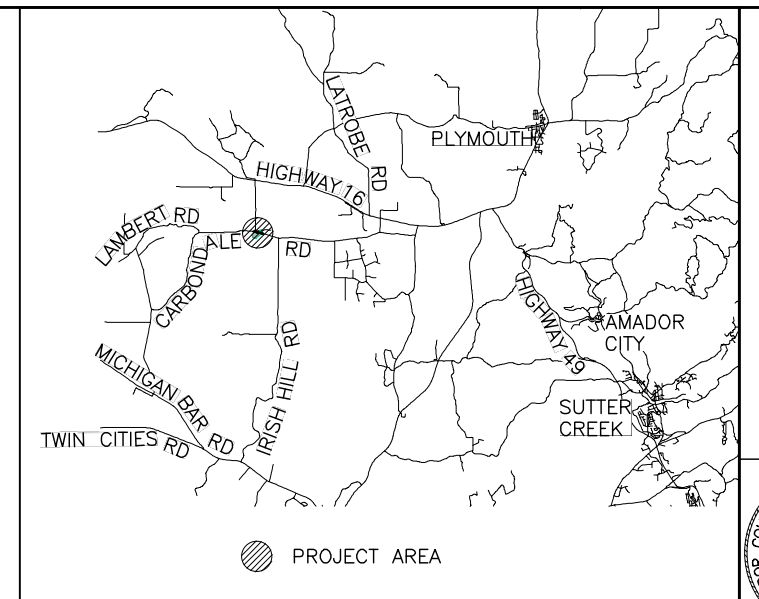 LATROBE RD
PLYMOUTH
HIGHWAY 16
LAMBERT RD
CARBONDALE RD
HIGHWAY 49
AMADOR
CITY
MICHIGAN BAR RD
IRISH HILL RD
SUTTER
CREEK
TWIN CITIES RD
PROJECT AREA